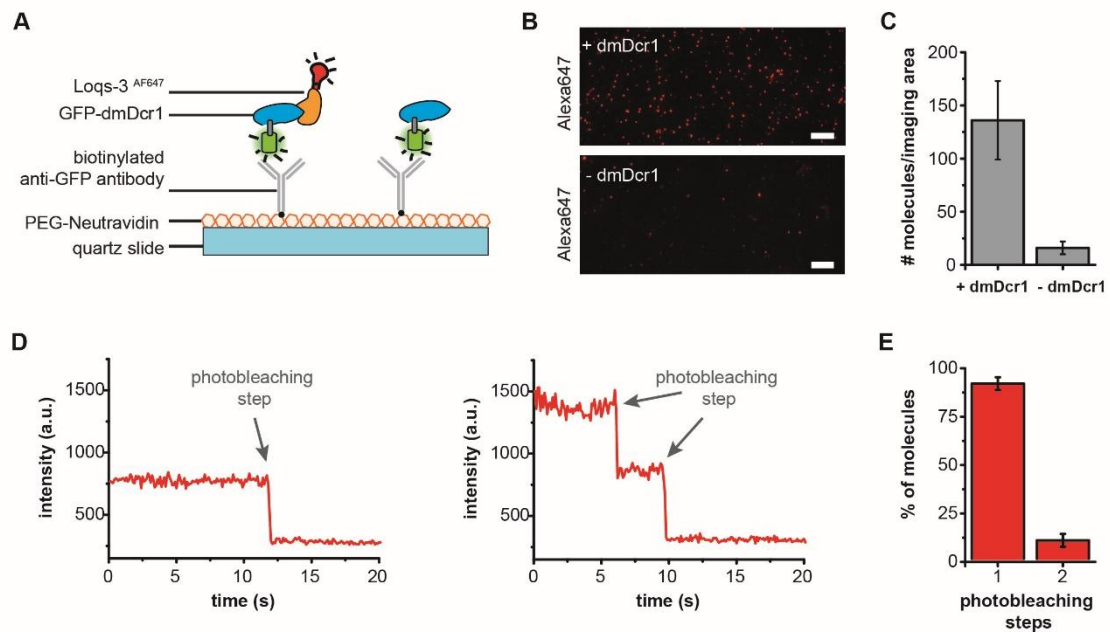 A
Loqs-3 AF647
GFP-dmDcr1
biotinylated
anti-GFP antibody
PEG-Neutravidin
quartz slide
B
Alexa647
+ dmDcr1
Alexa647
- dmDcr1
C
# molecules/imaging area
200
150
100
50
0
+ dmDcr1 - dmDcr1
D
intensity (a.u.)
1500
1000
500
photobleaching
step
0 5 10 15 20
time (s)
intensity (a.u.)
1500
1000
500
photobleaching
step
0 5 10 15 20
time (s)
E
% of molecules
100
75
50
25
0
1 2
photobleaching
steps